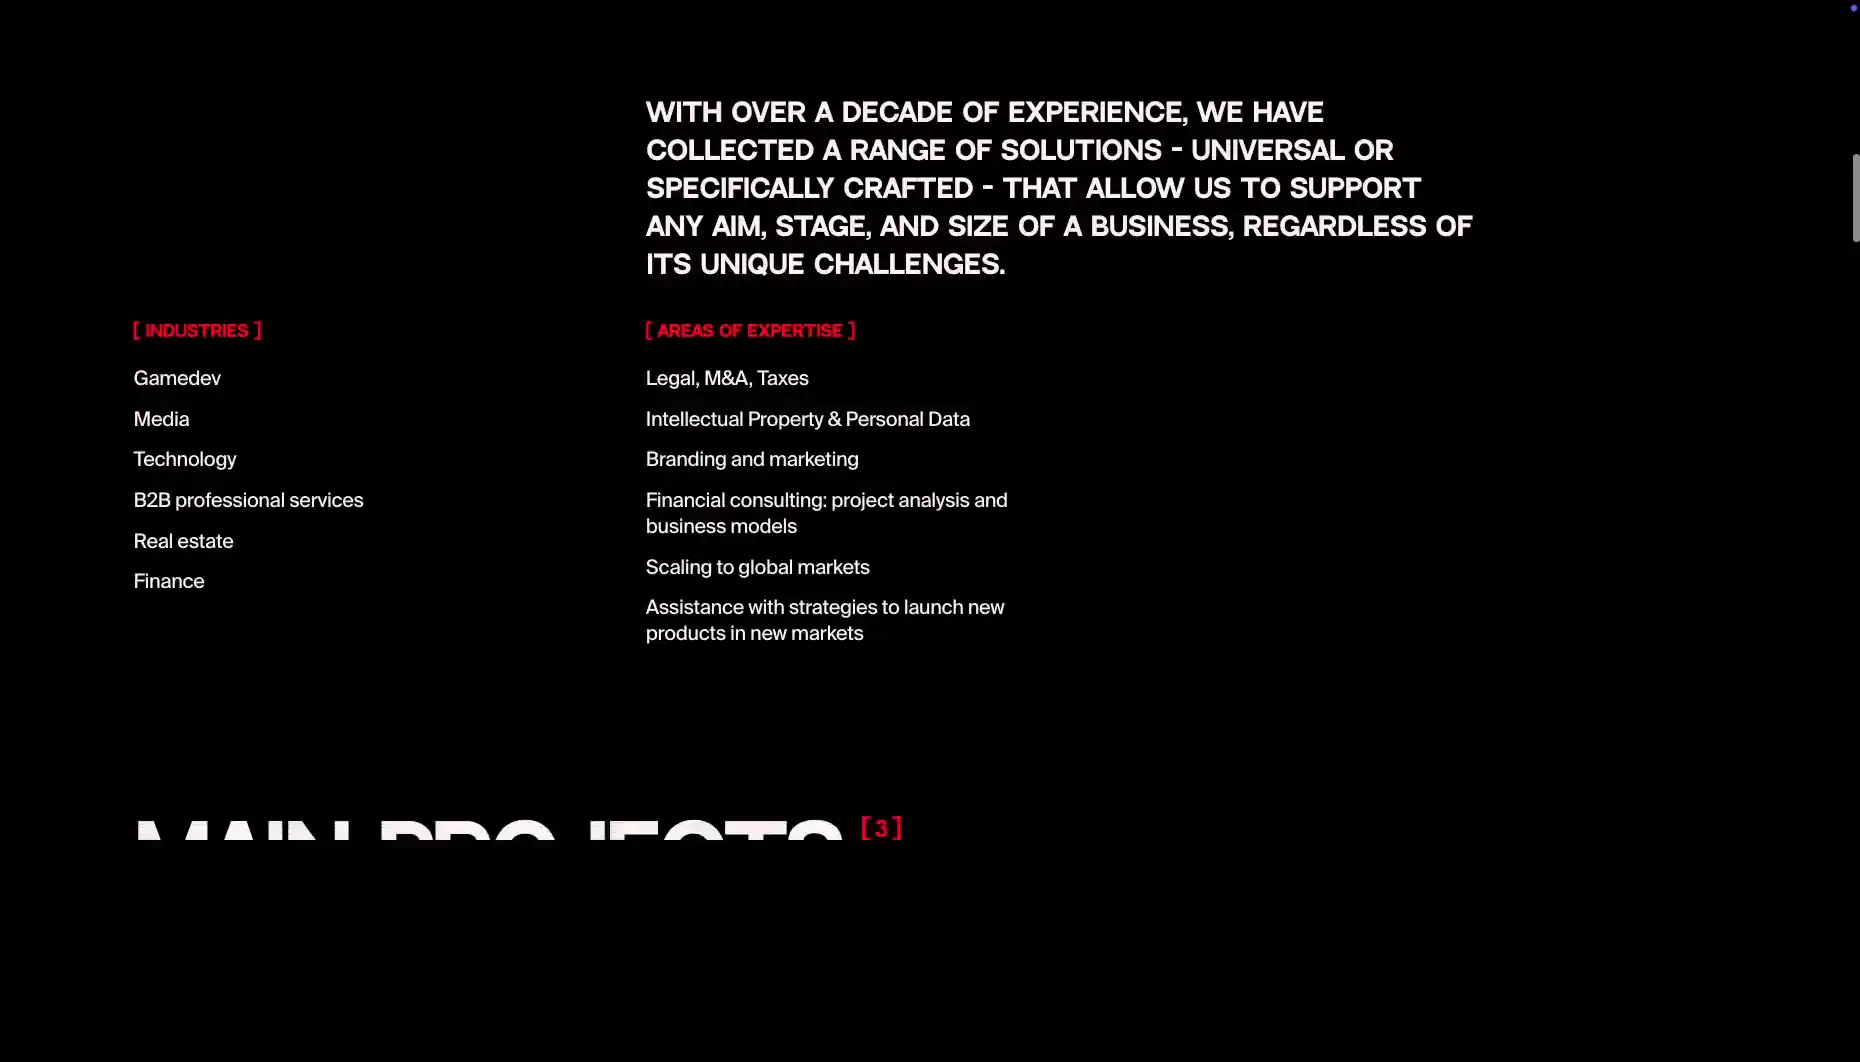 WITH OVER A DECADE OF EXPERIENCE, WE HAVE
COLLECTED A RANGE OF SOLUTIONS - UNIVERSAL OR
SPECIFICALLY CRAFTED - THAT ALLOW US TO SUPPORT
ANY AIM, STAGE, AND SIZE OF A BUSINESS, REGARDLESS OF
ITS UNIQUE CHALLENGES.
[ INDUSTRIES ]
Gamedev
Media
Technology
B2B professional services
Real estate
Finance
[ AREAS OF EXPERTISE ]
Legal, M&A, Taxes
Intellectual Property & Personal Data
Branding and marketing
Financial consulting: project analysis and
business models
Scaling to global markets
Assistance with strategies to launch new
products in new markets
MAIN PROJECTS [3]